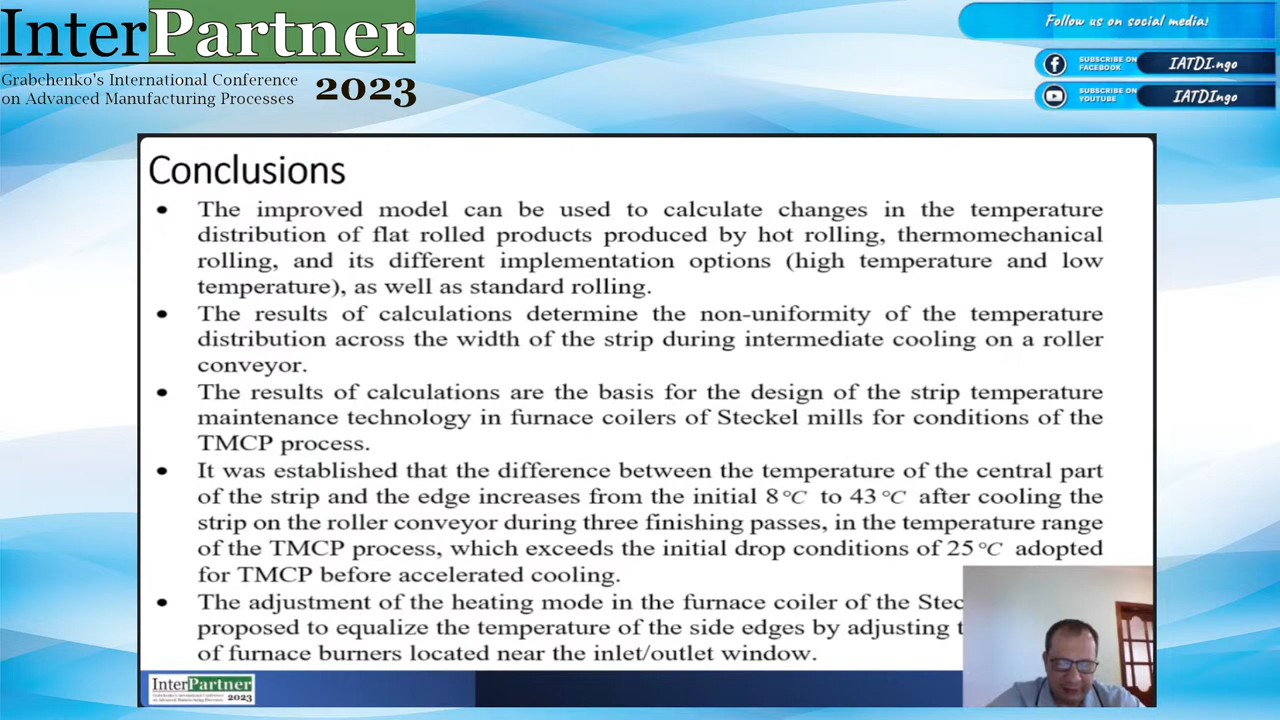 InterPartner
Grabchenko's International Conference
on Advanced Manufacturing Processes
2023
Follow us on social media!
SUBSCRIBE ON
FACEBOOK
IATDI.ngo
SUBSCRIBE ON
YOUTUBE
IATDIngo
Conclusions
• The improved model can be used to calculate changes in the temperature
distribution of flat rolled products produced by hot rolling, thermomechanical
rolling, and its different implementation options (high temperature and low
temperature), as well as standard rolling.
• The results of calculations determine the non-uniformity of the temperature
distribution across the width of the strip during intermediate cooling on a roller
conveyor.
• The results of calculations are the basis for the design of the strip temperature
maintenance technology in furnace coilers of Steckel mills for conditions of the
TMCP process.
• It was established that the difference between the temperature of the central part
of the strip and the edge increases from the initial 8°C to 43°C after cooling the
strip on the roller conveyor during three finishing passes, in the temperature range
of the TMCP process, which exceeds the initial drop conditions of 25°C adopted
for TMCP before accelerated cooling.
• The adjustment of the heating mode in the furnace coiler of the
proposed to equalize the temperature of the side edges by adjusting
of furnace burners located near the inlet/outlet window.
InterPartner
Grabchenko's International Conference
on Advanced Manufacturing Processes
2023